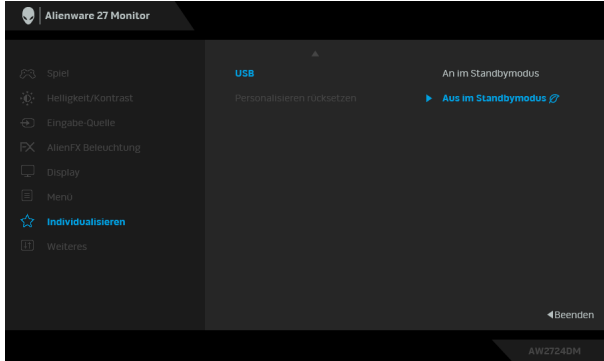 Alienware 27 Monitor
Spiel
Helligkeit/Kontrast
Eingabe-Quelle
AlienFX Beleuchtung
Display
Menü
Individualisieren
Weiteres
USB
Personalisieren rücksetzen
An im Standbymodus
Aus im Standbymodus
Beenden
AW2724DM